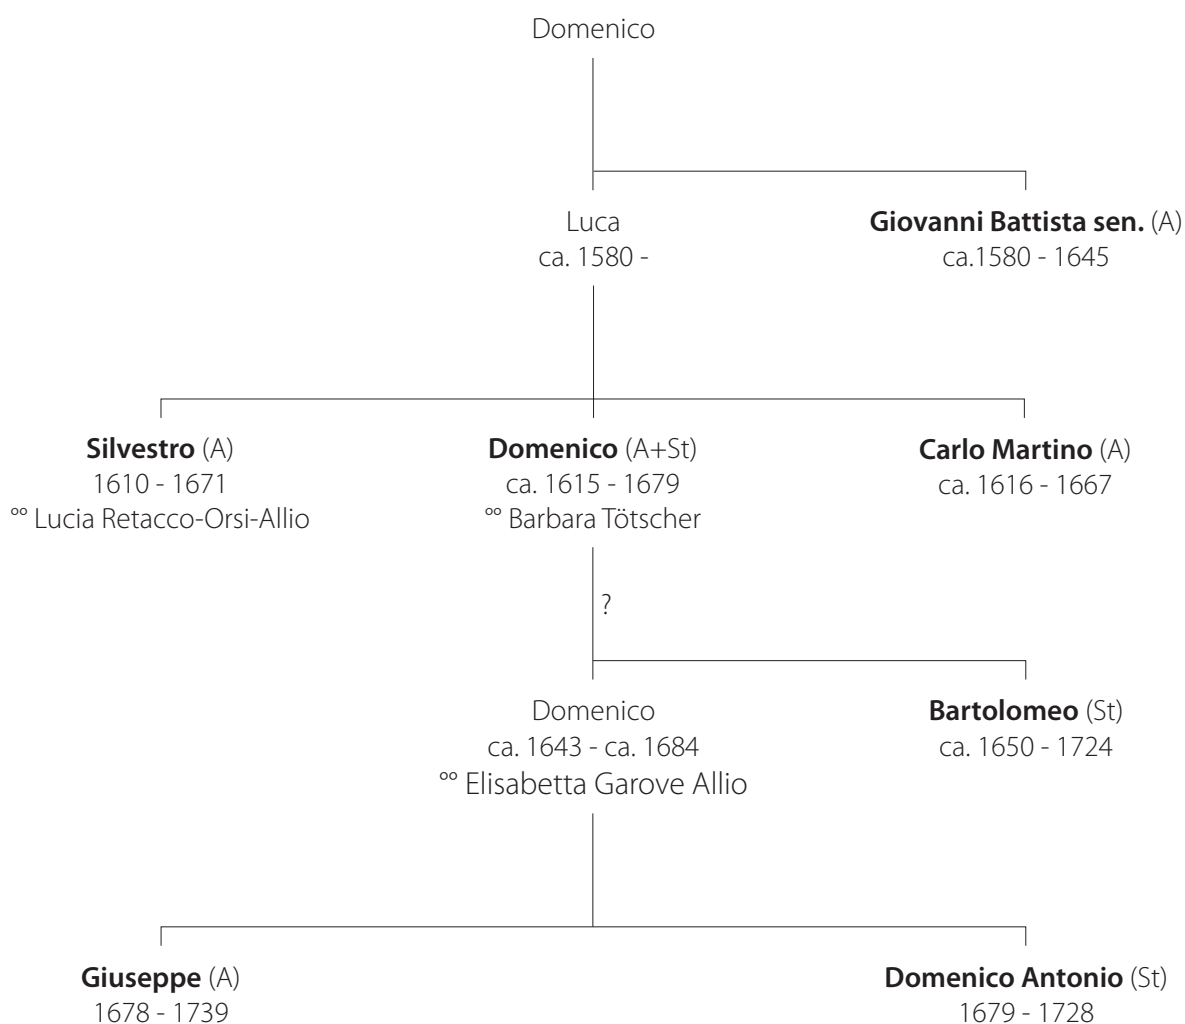 Domenico
Luca
ca. 1580 -
Giovanni Battista sen. (A)
ca.1580 - 1645
Silvestro (A)
1610 - 1671
°° Lucia Retacco-Orsi-Allio
Domenico (A+St)
ca. 1615 - 1679
°° Barbara Tötscher
Carlo Martino (A)
ca. 1616 - 1667
?
Domenico
ca. 1643 - ca. 1684
°° Elisabetta Garove Allio
Bartolomeo (St)
ca. 1650 - 1724
Giuseppe (A)
1678 - 1739
Domenico Antonio (St)
1679 - 1728